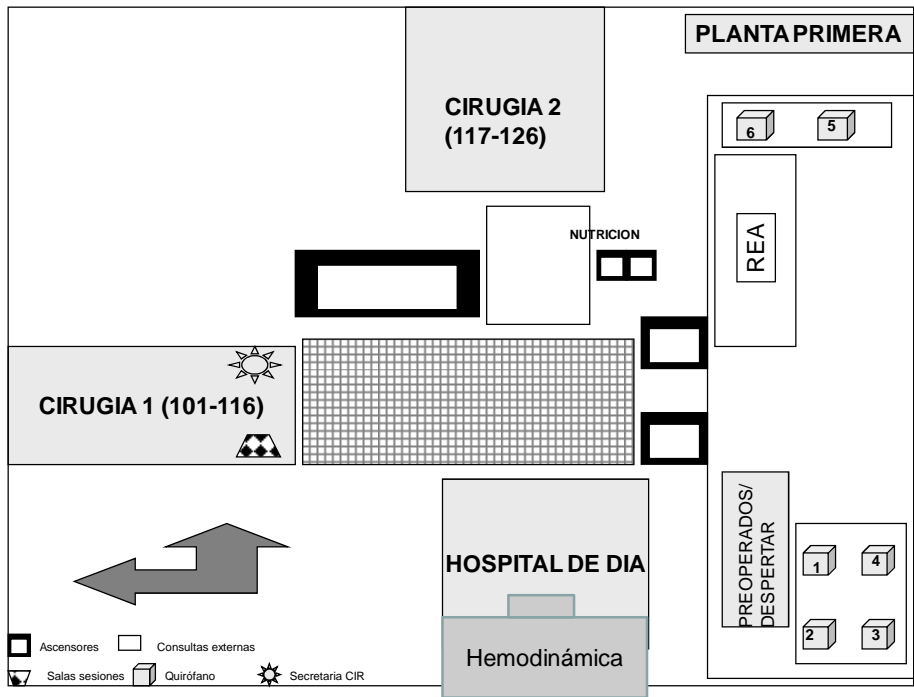 PLANTA PRIMERA
CIRUGIA 2
(117-126)
6
5
REA
NUTRICION
CIRUGIA 1 (101-116)
HOSPITAL DE DIA
PREOPERADOS/
DESPERTAR
1
4
2
3
Hemodinámica
Ascensores
Consultas externas
Salas sesiones
Quirófano
Secretaria CIR